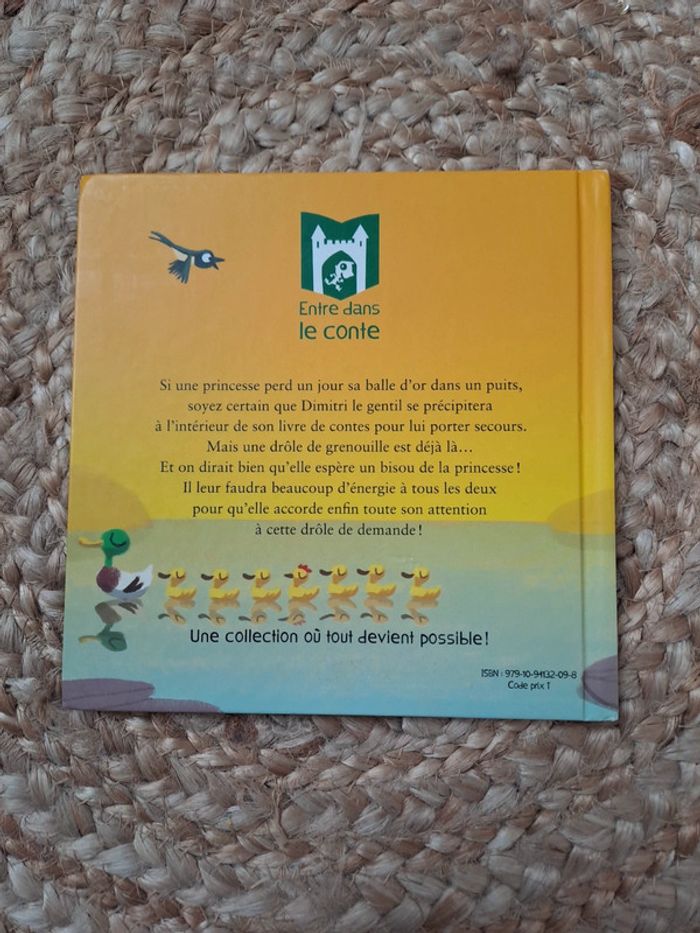 Entre dans
le conte
Si une princesse perd un jour sa balle d'or dans un puits,
soyez certain que Dimitri le gentil se précipitera
à l'intérieur de son livre de contes pour lui porter secours.
Mais une drôle de grenouille est déjà là...
Et on dirait bien qu'elle espère un bisou de la princesse !
Il leur faudra beaucoup d'énergie à tous les deux
pour qu'elle accorde enfin toute son attention
à cette drôle de demande !
Une collection où tout devient possible !
ISBN : 979-10-94132-09-8
Code prix 1